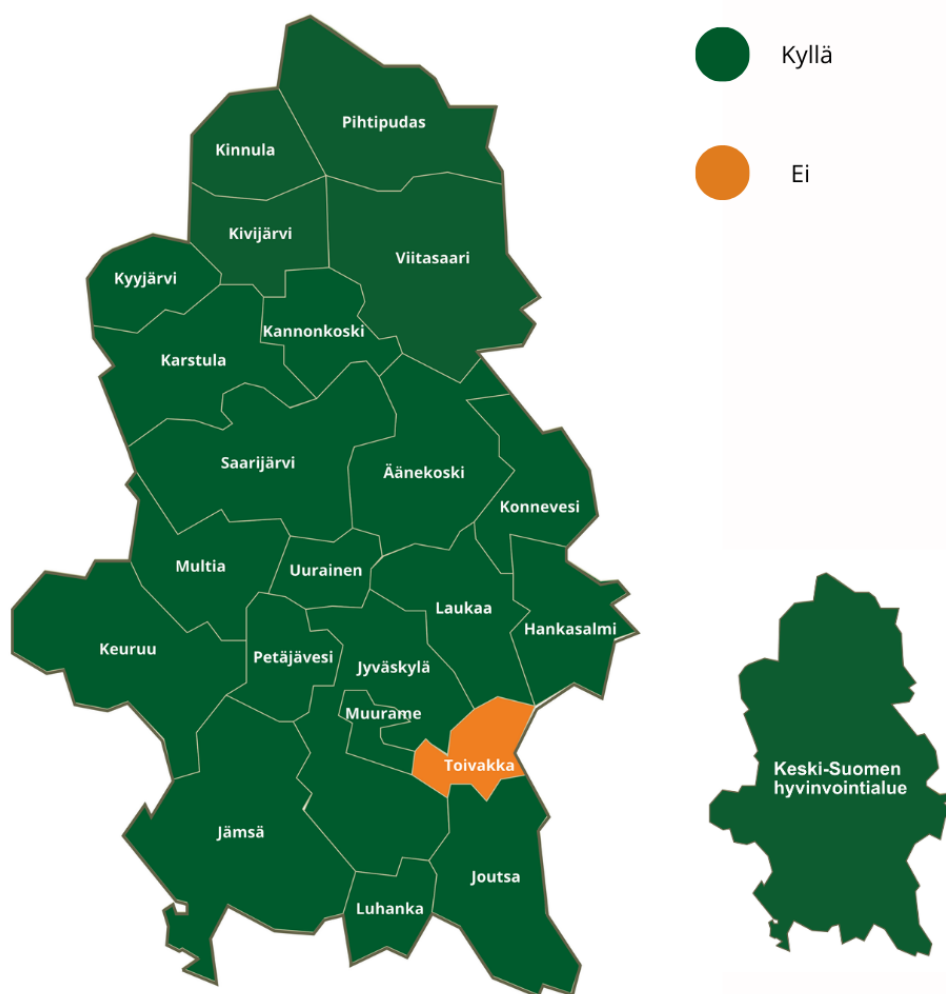 Kyllä
Ei
Pihtipudas
Kinnula
Kivijärvi
Viitasaari
Kyyjärvi
Kannonkoski
Karstula
Saarijärvi
Äänekoski
Konnevesi
Multia
Uurainen
Laukaa
Hankasalmi
Keuruu
Petäjävesi
Jyväskylä
Muurame
Toivakka
Jämsä
Joutsa
Luhanka
Keski-Suomen
hyvinvointialue